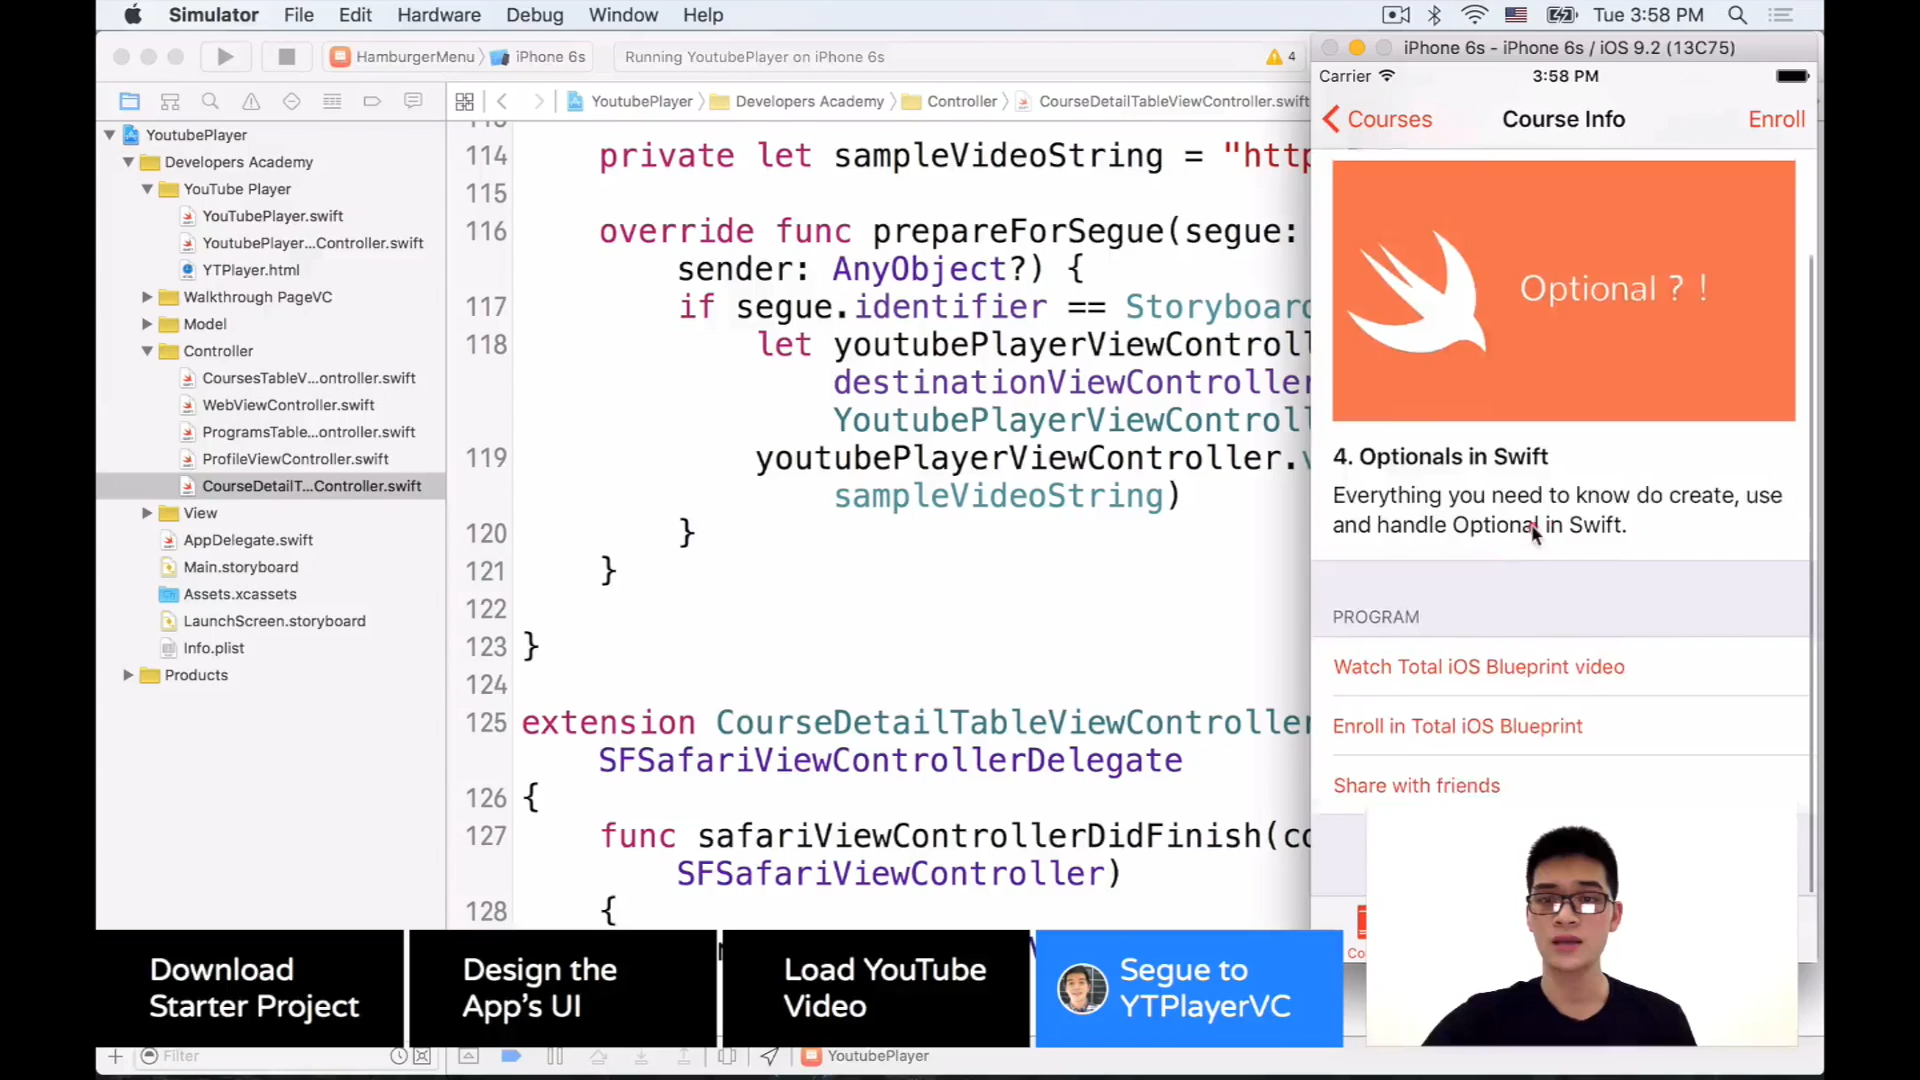 Simulator File Edit Hardware Debug Window Help
Tue 3:58 PM
HamburgerMenu iPhone 6s
Running YoutubePlayer on iPhone 6s
4
YoutubePlayer Developers Academy Controller CourseDetailTableViewController.swift
YoutubePlayer
Developers Academy
YouTube Player
YouTubePlayer.swift
YoutubePlayer...Controller.swift
YTPlayer.html
Walkthrough PageVC
Model
Controller
CoursesTableV...ontroller.swift
WebViewController.swift
ProgramsTable...ontroller.swift
ProfileViewController.swift
CourseDetailT...Controller.swift
View
AppDelegate.swift
Main.storyboard
Assets.xcassets
LaunchScreen.storyboard
Info.plist
Products
114 private let sampleVideoString = "http
115
116 override func prepareForSegue(segue:
sender: AnyObject?) {
117 if segue.identifier == Storyboard
118 let youtubePlayerViewControll
destinationViewController
YoutubePlayerViewControll
119 youtubePlayerViewController.v
sampleVideoString)
120 }
121 }
122
123 }
124
125 extension CourseDetailTableViewController
SFSafariViewControllerDelegate
126 {
127 func safariViewControllerDidFinish(co
SFSafariViewController)
128 {
iPhone 6s - iPhone 6s / iOS 9.2 (13C75)
Carrier 3:58 PM
Courses Course Info Enroll
Optional ? !
4. Optionals in Swift
Everything you need to know do create, use
and handle Optional in Swift.
PROGRAM
Watch Total iOS Blueprint video
Enroll in Total iOS Blueprint
Share with friends
Co
Download
Starter Project
Design the
App's UI
Load YouTube
Video
Segue to
YTPlayerVC
Filter
YoutubePlayer